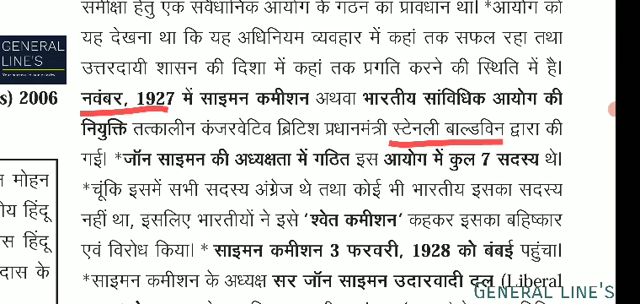 समीक्षा हेतु एक संवैधानिक आयोग के गठन का प्रावधान था। *आयोग को
यह देखना था कि यह अधिनियम व्यवहार में कहां तक सफल रहा तथा
उत्तरदायी शासन की दिशा में कहां तक प्रगति करने की स्थिति में है।
नवंबर, 1927 में साइमन कमीशन अथवा भारतीय सांविधिक आयोग की
नियुक्ति तत्कालीन कंजरवेटिव ब्रिटिश प्रधानमंत्री स्टेनली बाल्डविन द्वारा की
गई। *जॉन साइमन की अध्यक्षता में गठित इस आयोग में कुल 7 सदस्य थे।
*चूंकि इसमें सभी सदस्य अंग्रेज थे तथा कोई भी भारतीय इसका सदस्य
नहीं था, इसलिए भारतीयों ने इसे 'श्वेत कमीशन' कहकर इसका बहिष्कार
एवं विरोध किया। * साइमन कमीशन 3 फरवरी, 1928 को बंबई पहुंचा।
*साइमन कमीशन के अध्यक्ष सर जॉन साइमन उदारवादी दल (Liberal
GENERAL
LINE'S
s) 2006
मोहन
ीय हिंदू
स हिंदू
दास के
GENERAL LINE'S